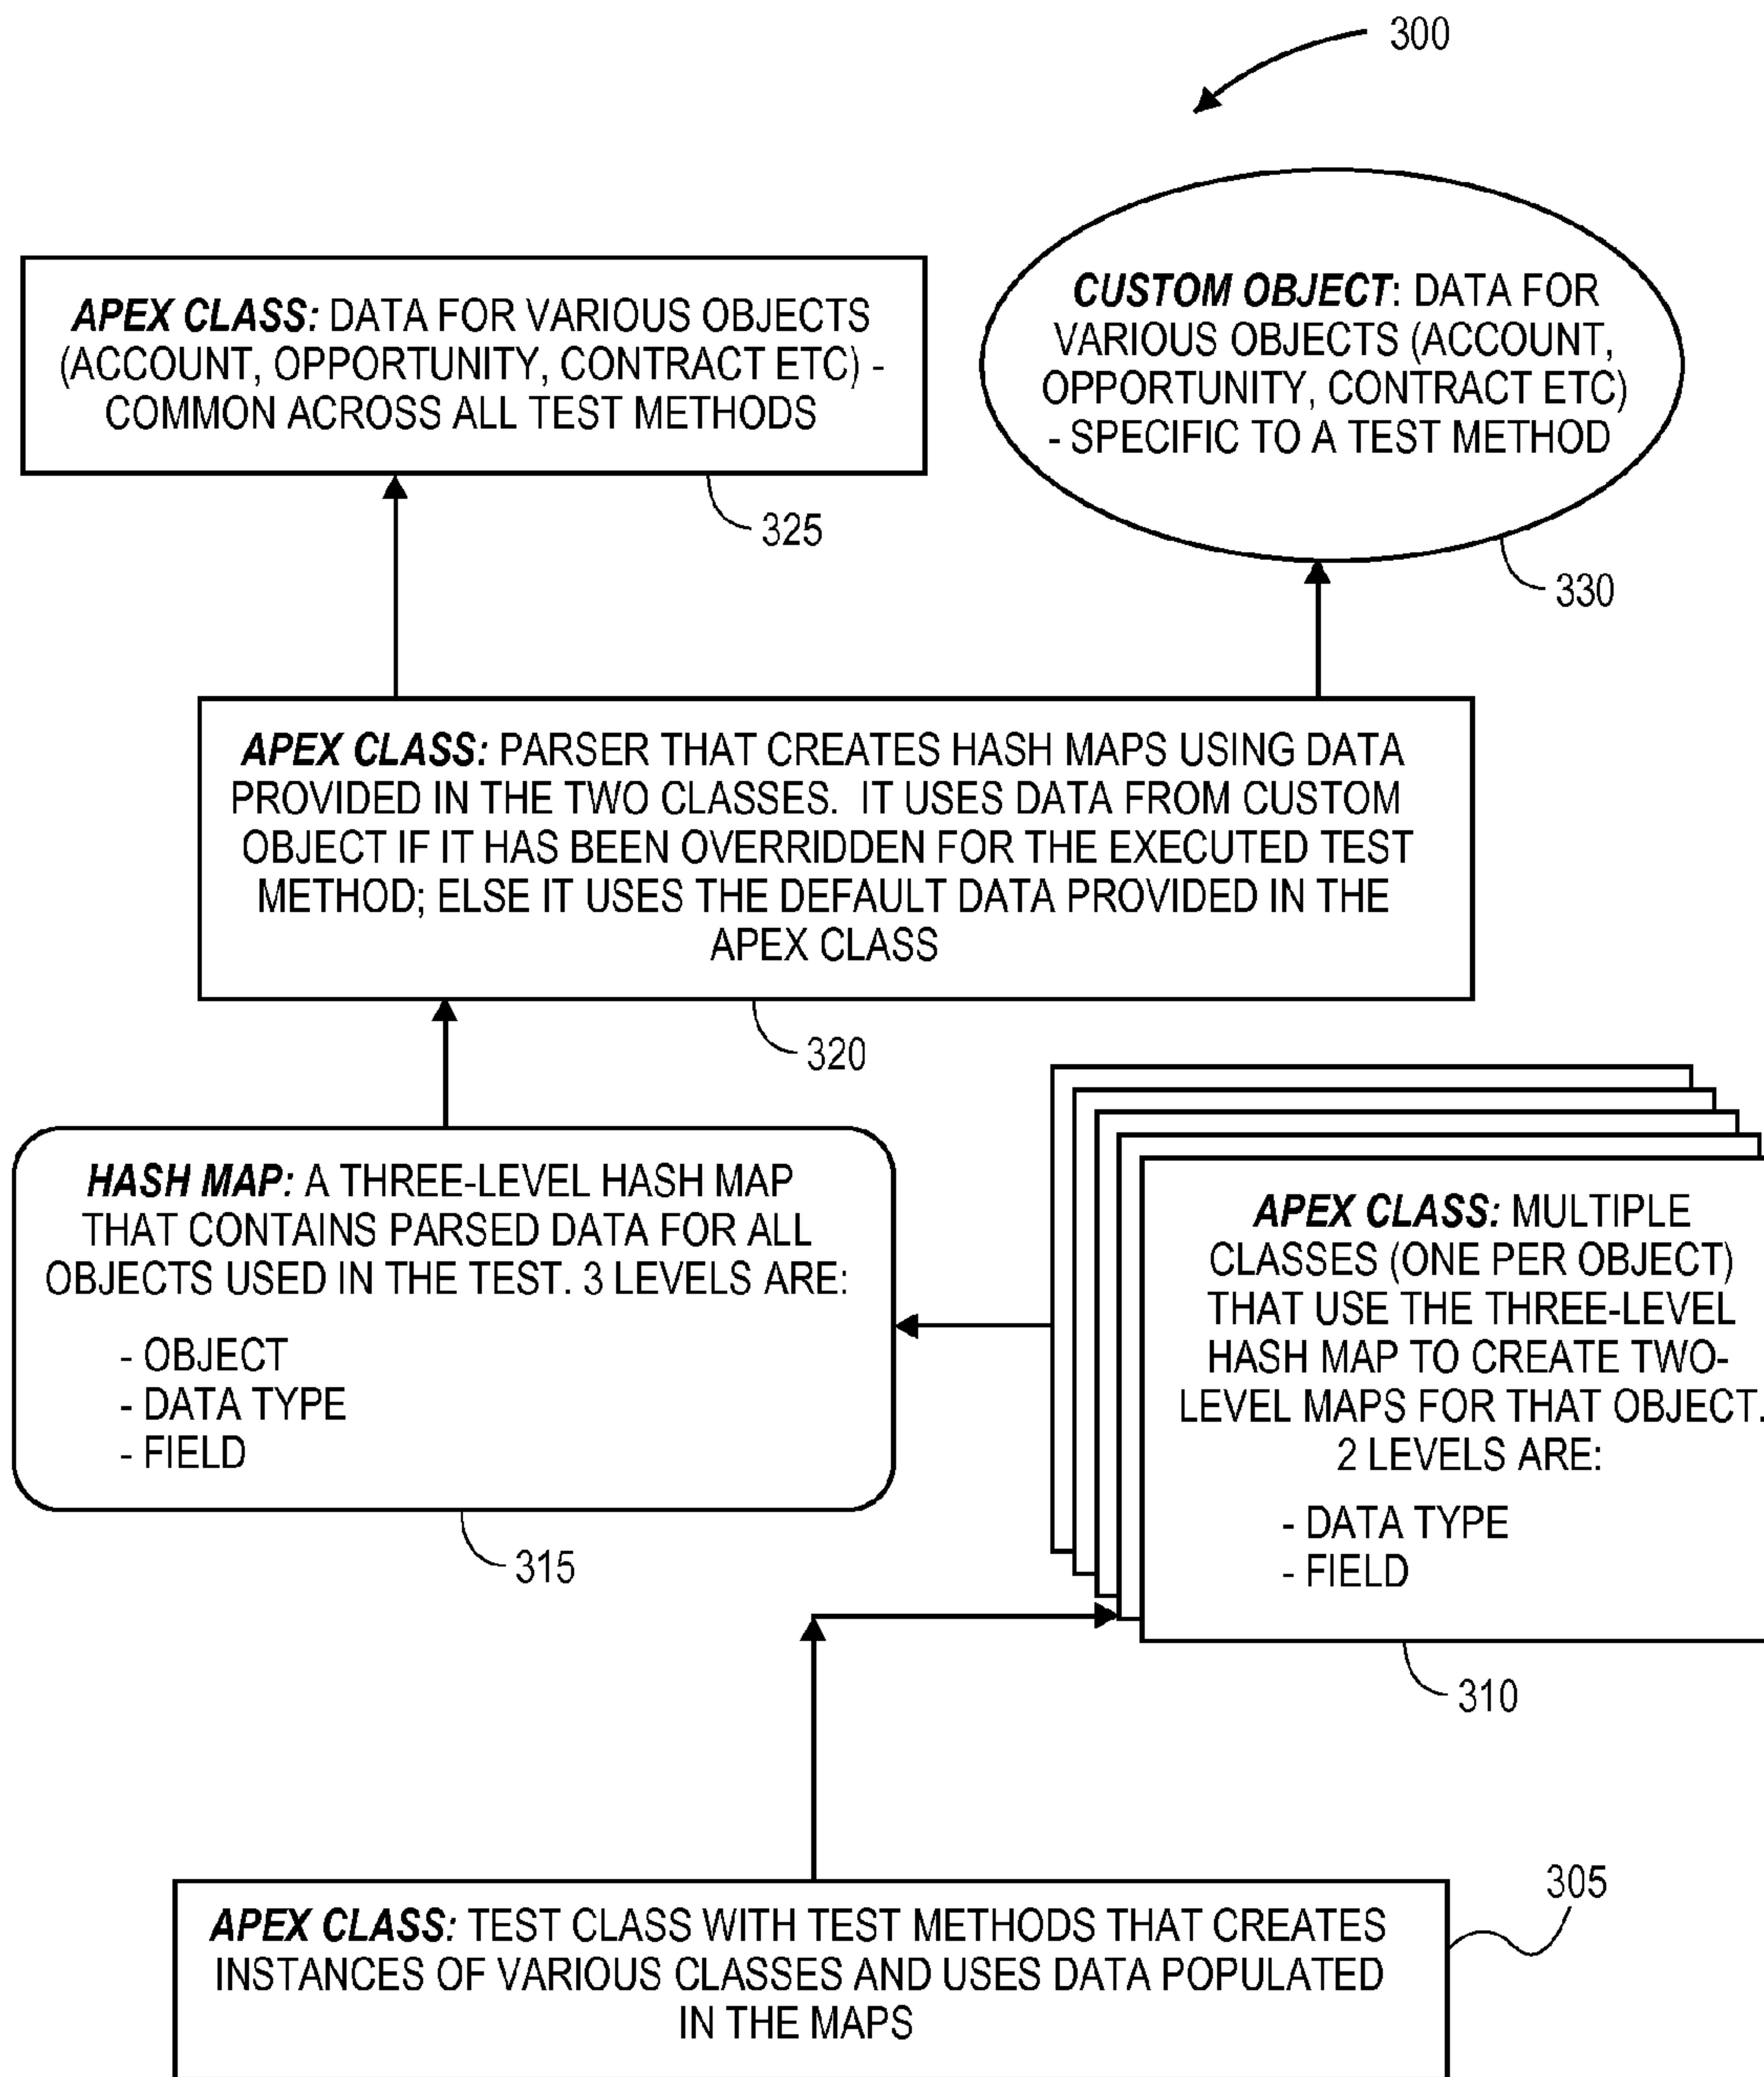 300
APEX CLASS: DATA FOR VARIOUS OBJECTS
(ACCOUNT, OPPORTUNITY, CONTRACT ETC) -
COMMON ACROSS ALL TEST METHODS
325
CUSTOM OBJECT: DATA FOR
VARIOUS OBJECTS (ACCOUNT,
OPPORTUNITY, CONTRACT ETC)
- SPECIFIC TO A TEST METHOD
330
APEX CLASS: PARSER THAT CREATES HASH MAPS USING DATA
PROVIDED IN THE TWO CLASSES. IT USES DATA FROM CUSTOM
OBJECT IF IT HAS BEEN OVERRIDDEN FOR THE EXECUTED TEST
METHOD; ELSE IT USES THE DEFAULT DATA PROVIDED IN THE
APEX CLASS
320
HASH MAP: A THREE-LEVEL HASH MAP
THAT CONTAINS PARSED DATA FOR ALL
OBJECTS USED IN THE TEST. 3 LEVELS ARE:
- OBJECT
- DATA TYPE
- FIELD
315
APEX CLASS: MULTIPLE
CLASSES (ONE PER OBJECT)
THAT USE THE THREE-LEVEL
HASH MAP TO CREATE TWO-
LEVEL MAPS FOR THAT OBJECT.
2 LEVELS ARE:
- DATA TYPE
- FIELD
310
305
APEX CLASS: TEST CLASS WITH TEST METHODS THAT CREATES
INSTANCES OF VARIOUS CLASSES AND USES DATA POPULATED
IN THE MAPS